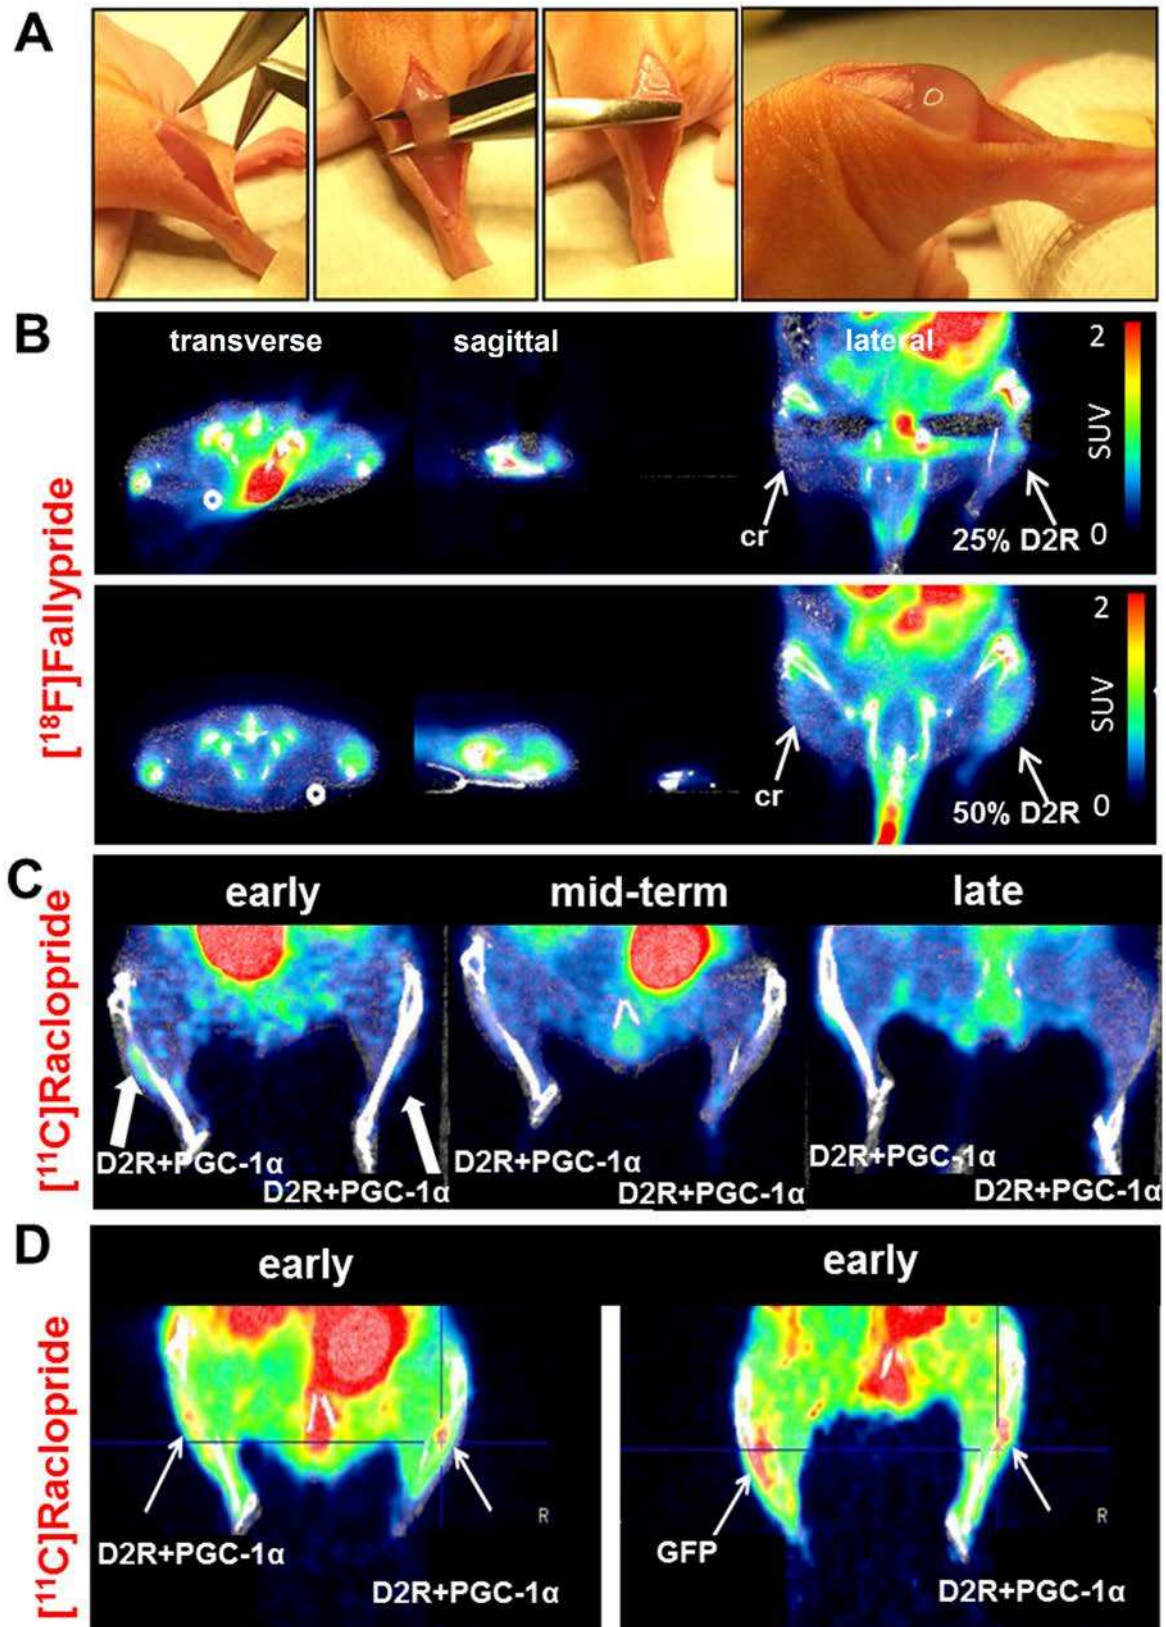 A
B
[¹⁸F]Fallypride
transverse
sagittal
lateral
2
SUV
0
cr
25% D2R
2
SUV
0
cr
50% D2R
C
[¹¹C]Raclopride
early
mid-term
late
D2R+PGC-1α
D2R+PGC-1α
D2R+PGC-1α
D2R+PGC-1α
D2R+PGC-1α
D2R+PGC-1α
D
[¹¹C]Raclopride
early
early
R
D2R+PGC-1α
D2R+PGC-1α
R
GFP
D2R+PGC-1α